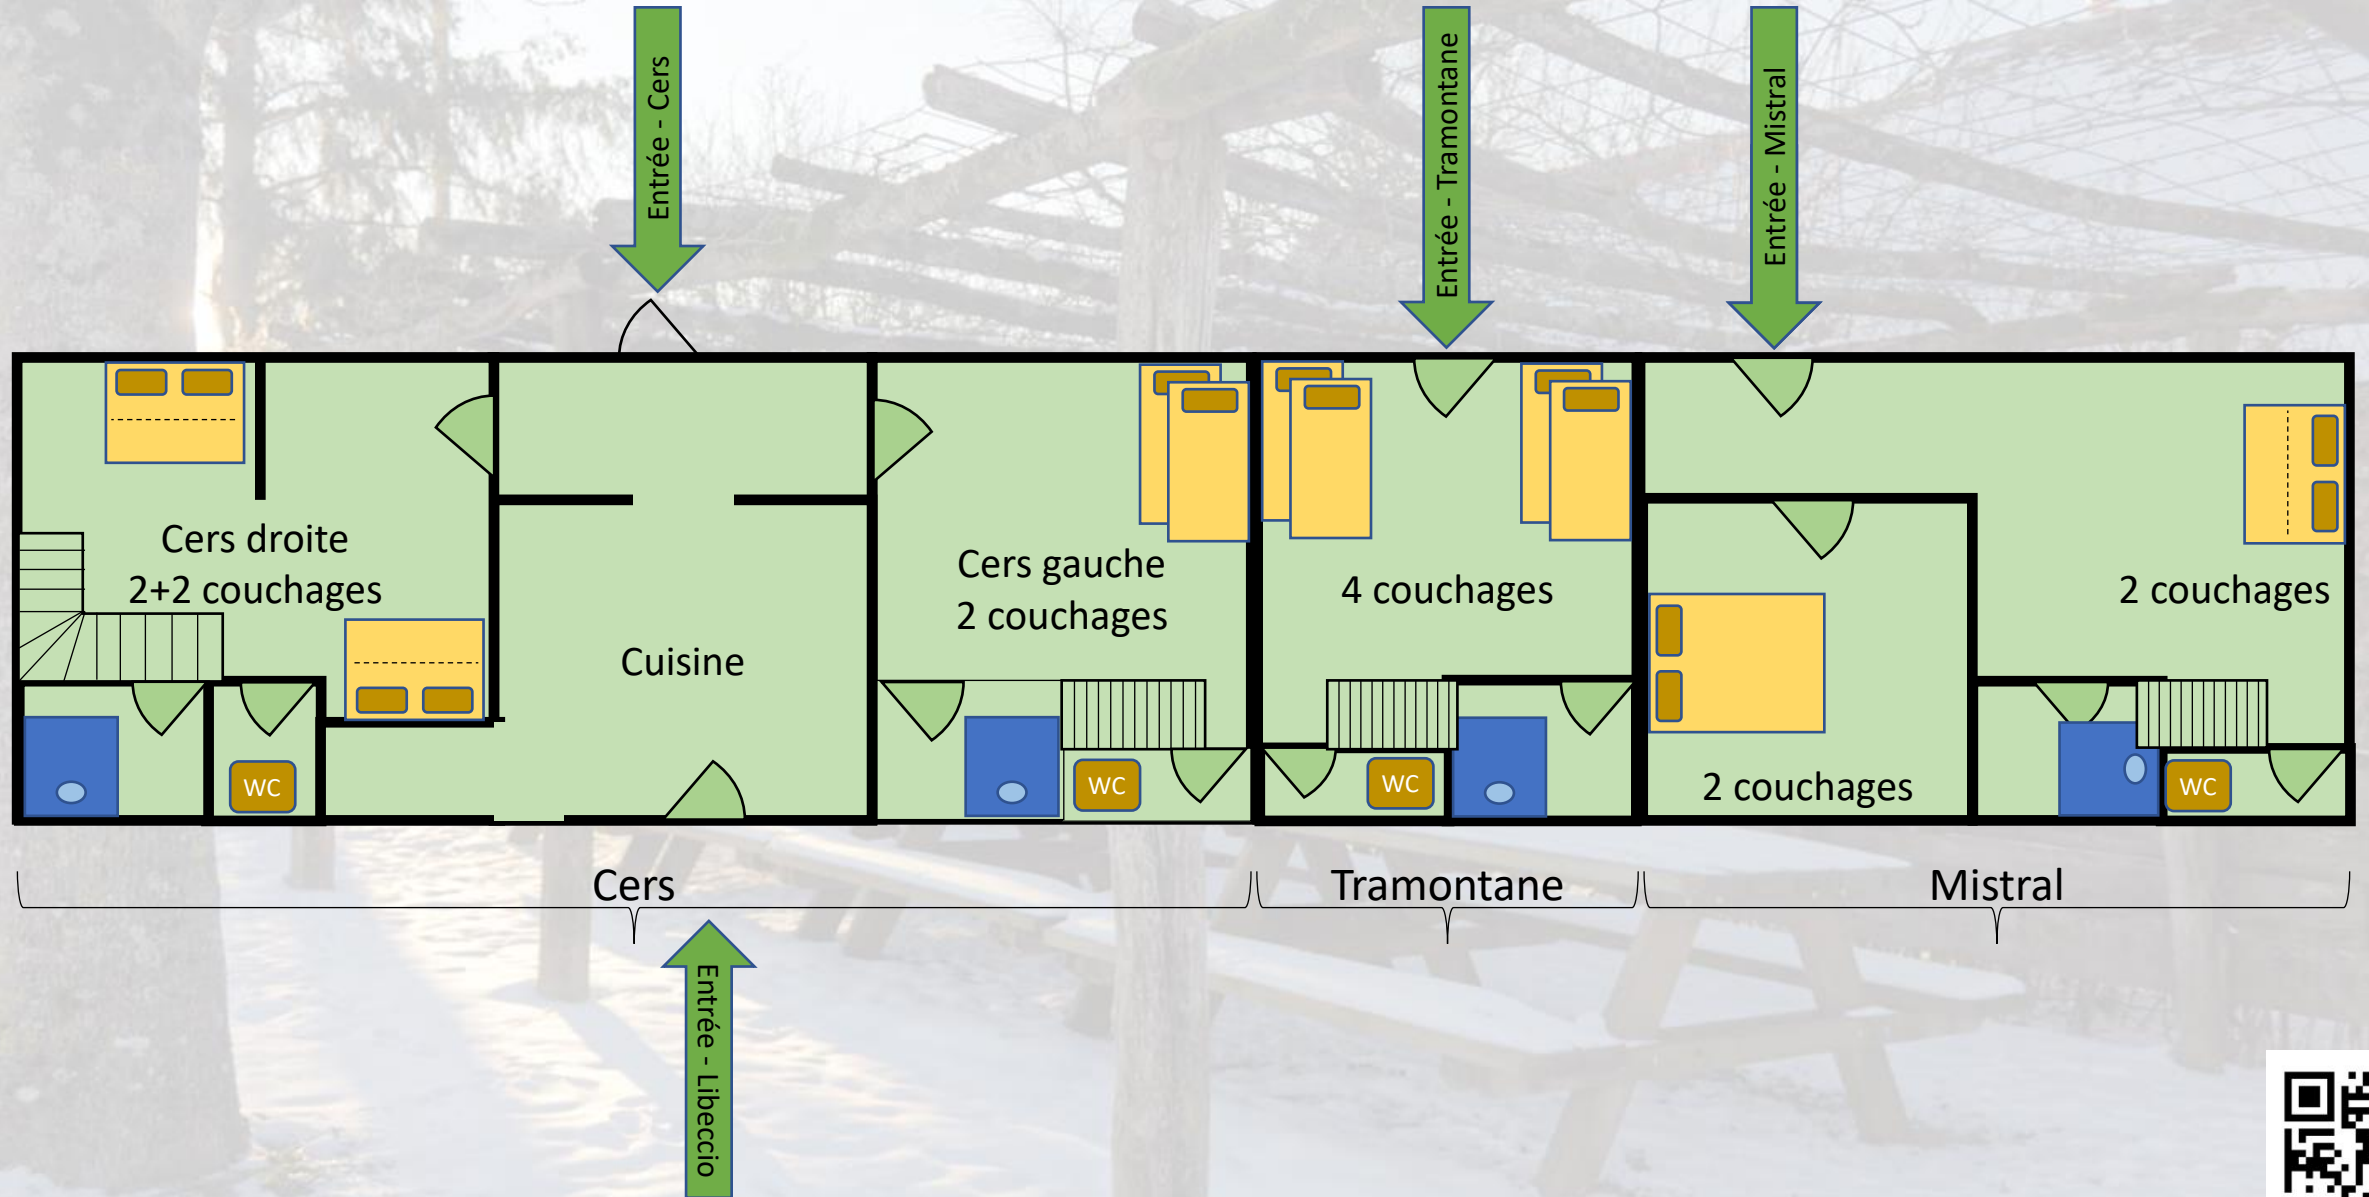 Entrée - Cers
Entrée - Tramontane
Entrée - Mistral
Cers droite
2+2 couchages
Cuisine
Cers gauche
2 couchages
4 couchages
2 couchages
2 couchages
WC
WC
WC
WC
Cers
Tramontane
Mistral
Entrée - Libeccio